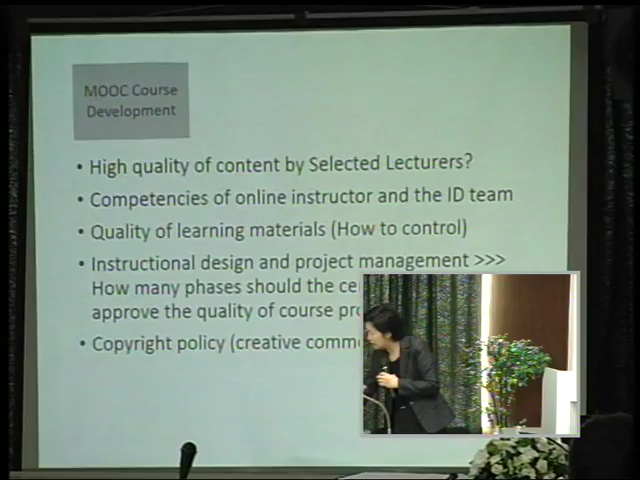 MOOC Course
Development
• High quality of content by Selected Lecturers?
• Competencies of online instructor and the ID team
• Quality of learning materials (How to control)
• Instructional design and project management >>>
How many phases should the
approve the quality of course
• Copyright policy (creative